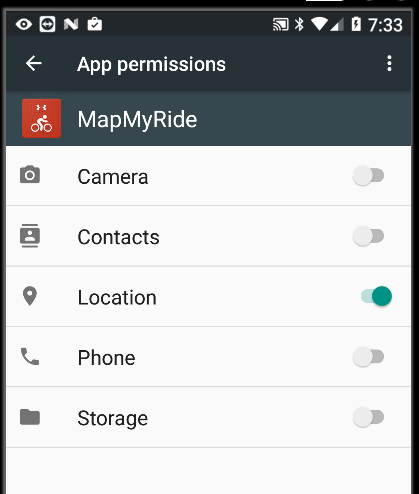 7:33
App permissions
MapMyRide
Camera
Contacts
Location
Phone
Storage